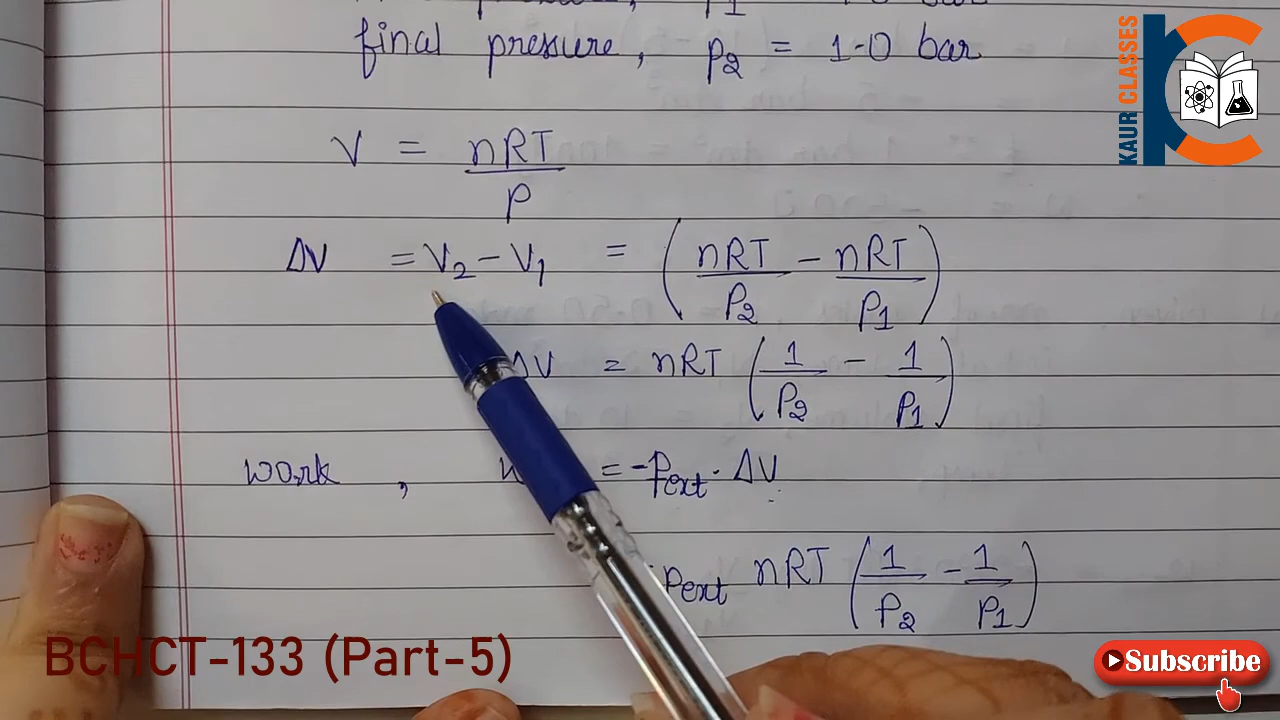 final pressure, p2 = 1.0 bar
V = nRT / P
ΔV = V2 - V1 = (nRT/P2 - nRT/P1)
ΔV = nRT (1/P2 - 1/P1)
Work, = -Pext. ΔV
Pext nRT (1/P2 - 1/P1)
BCHCT-133 (Part-5)
KAUR CLASSES
Subscribe